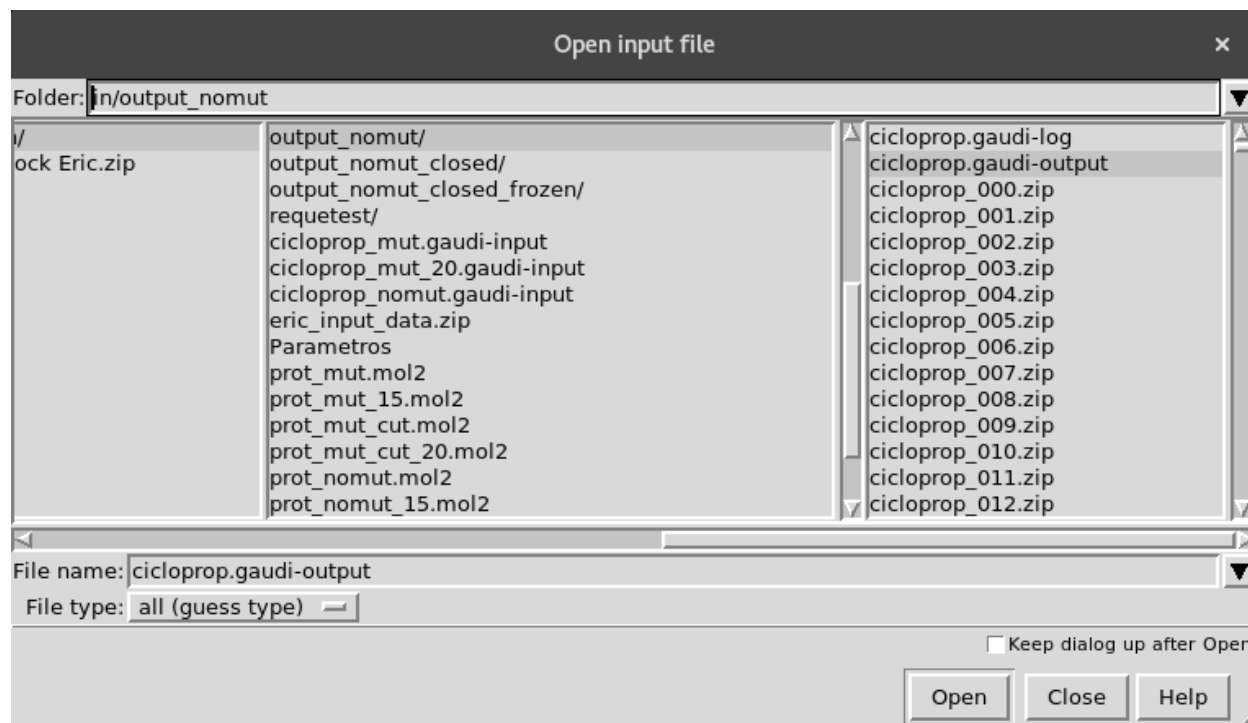 Open input file
Folder: in/output_nomut
n/
ock Eric.zip
output_nomut/
output_nomut_closed/
output_nomut_closed_frozen/
requetest/
cicloprop_mut.gaudi-input
cicloprop_mut_20.gaudi-input
cicloprop_nomut.gaudi-input
eric_input_data.zip
Parametros
prot_mut.mol2
prot_mut_15.mol2
prot_mut_cut.mol2
prot_mut_cut_20.mol2
prot_nomut.mol2
prot_nomut_15.mol2
cicloprop.gaudi-log
cicloprop.gaudi-output
cicloprop_000.zip
cicloprop_001.zip
cicloprop_002.zip
cicloprop_003.zip
cicloprop_004.zip
cicloprop_005.zip
cicloprop_006.zip
cicloprop_007.zip
cicloprop_008.zip
cicloprop_009.zip
cicloprop_010.zip
cicloprop_011.zip
cicloprop_012.zip
File name: cicloprop.gaudi-output
File type: all (guess type)
Keep dialog up after Open
Open Close Help